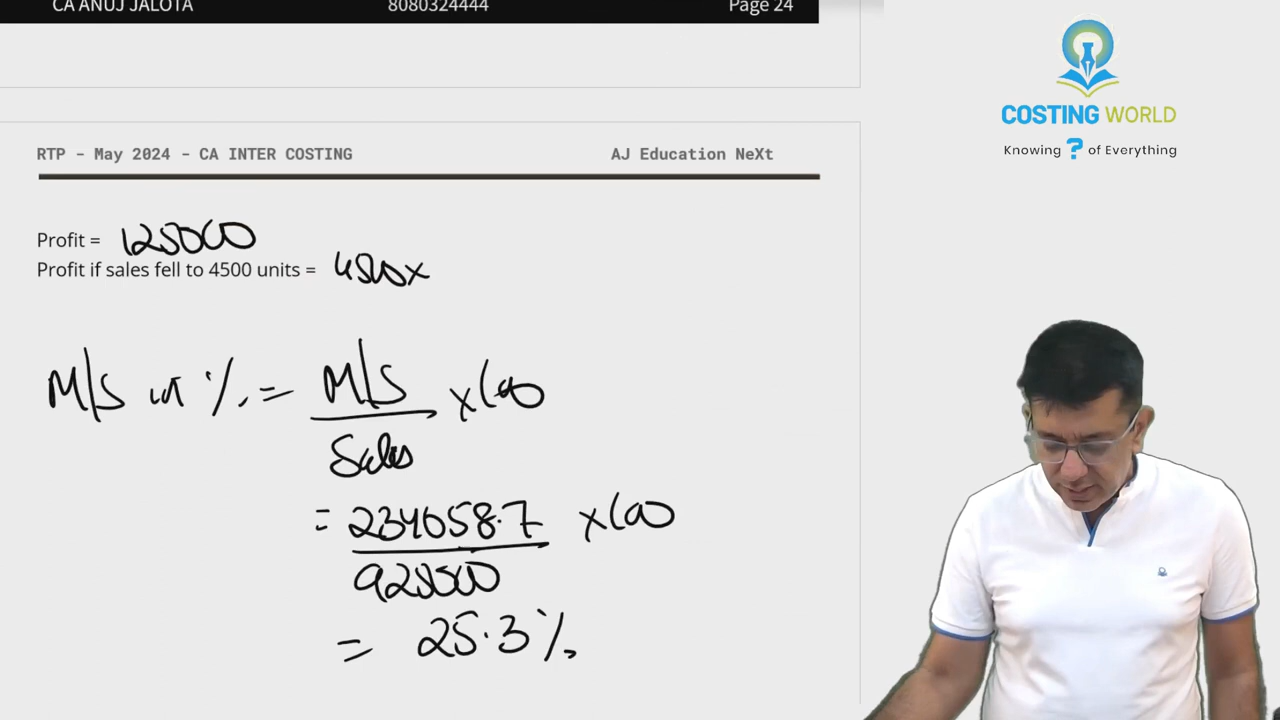 CA ANUJ JALOTA 8080324444 Page 24
COSTING WORLD
Knowing ? of Everything
RTP - May 2024 - CA INTER COSTING AJ Education NeXt
Profit = 125000
Profit if sales fell to 4500 units = 4500x
M/S in %. = M/S / Sales x100
= 234058.7 / 925000 x100
= 25.3%